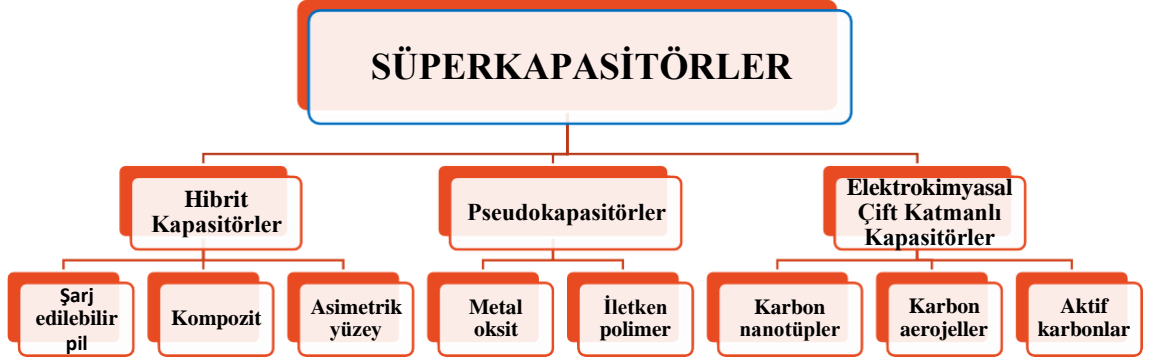 SÜPERKAPASİTÖRLER
Hibrit
Kapasitörler
Pseudokapasitörler
Elektrokimyasal
Çift Katmanlı
Kapasitörler
Şarj
edilebilir
pil
Kompozit
Asimetrik
yüzey
Metal
oksit
İletken
polimer
Karbon
nanotüpler
Karbon
aerojeller
Aktif
karbonlar